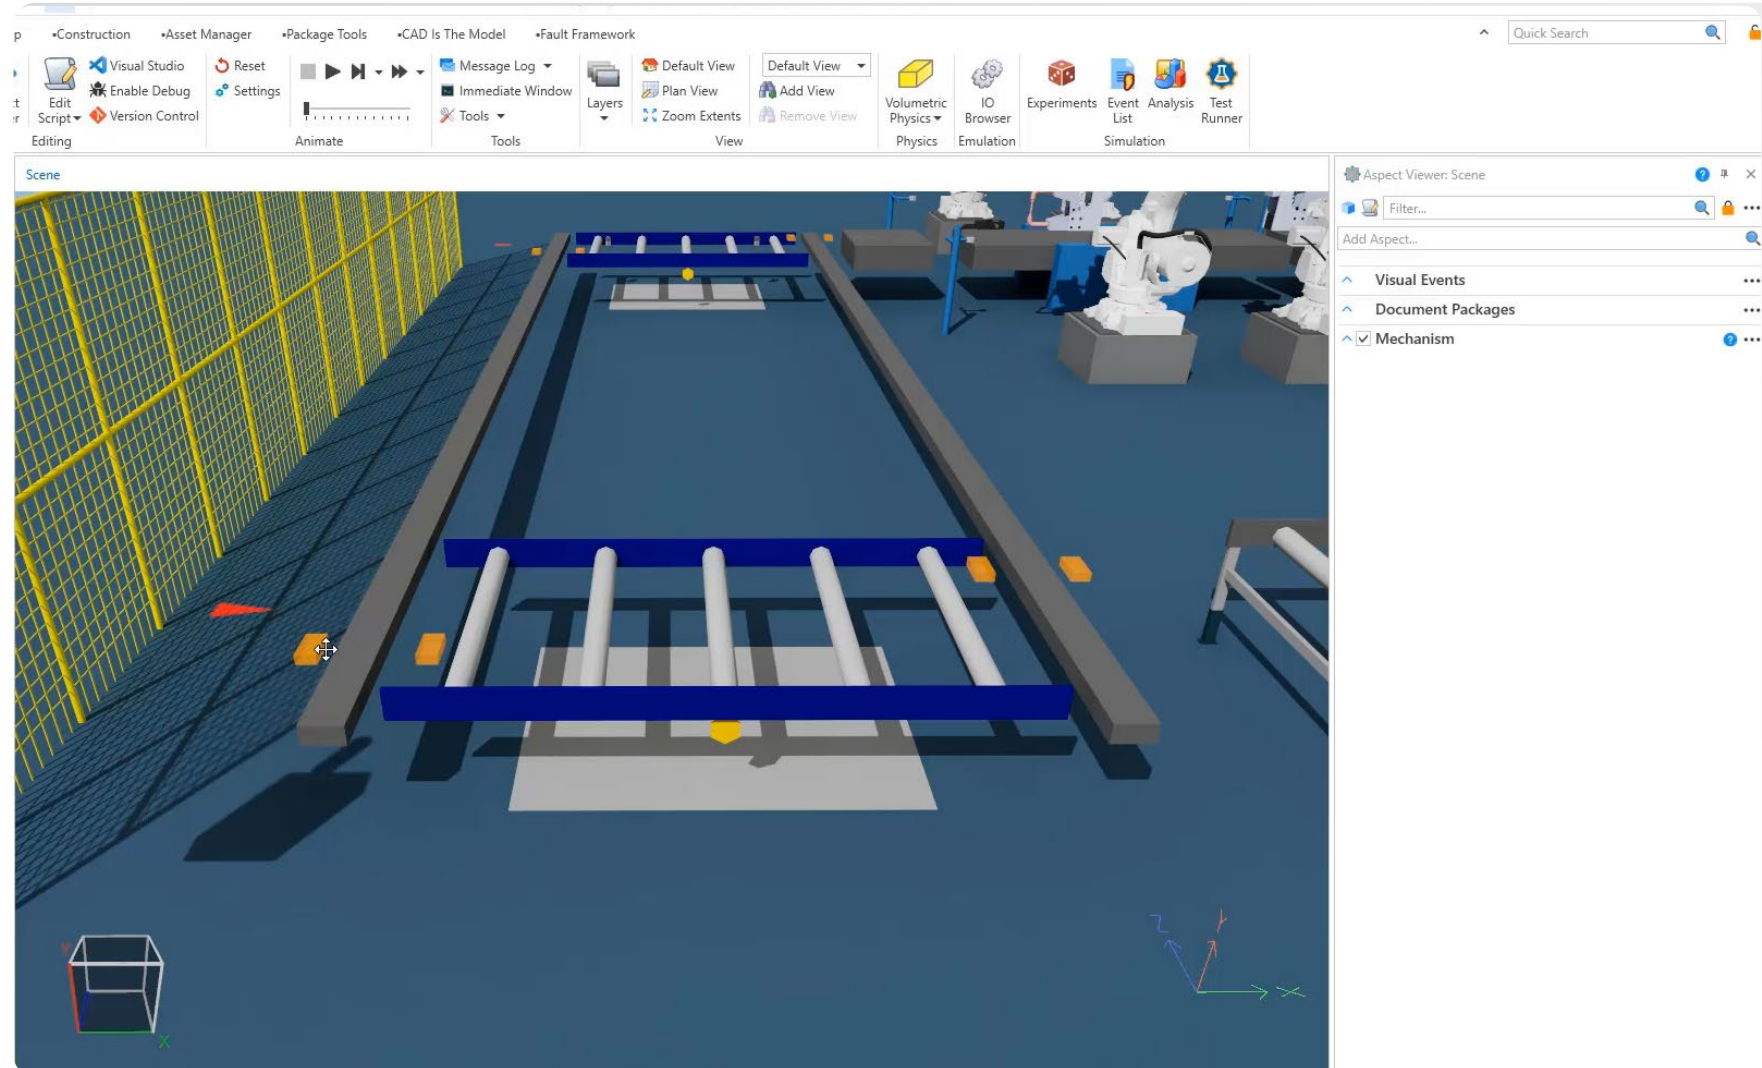 p •Construction •Asset Manager •Package Tools •CAD Is The Model •Fault Framework Quick Search
Visual Studio Reset Message Log Default View Default View
Enable Debug Settings Immediate Window Plan View Add View
Edit Script Version Control Tools Layers Zoom Extents Remove View Volumetric Physics IO Browser Experiments Event List Analysis Test Runner
Editing Animate Tools View Physics Emulation Simulation
Scene
Aspect Viewer: Scene
Filter...
Add Aspect...
Visual Events
Document Packages
Mechanism
Z Y X
Y X